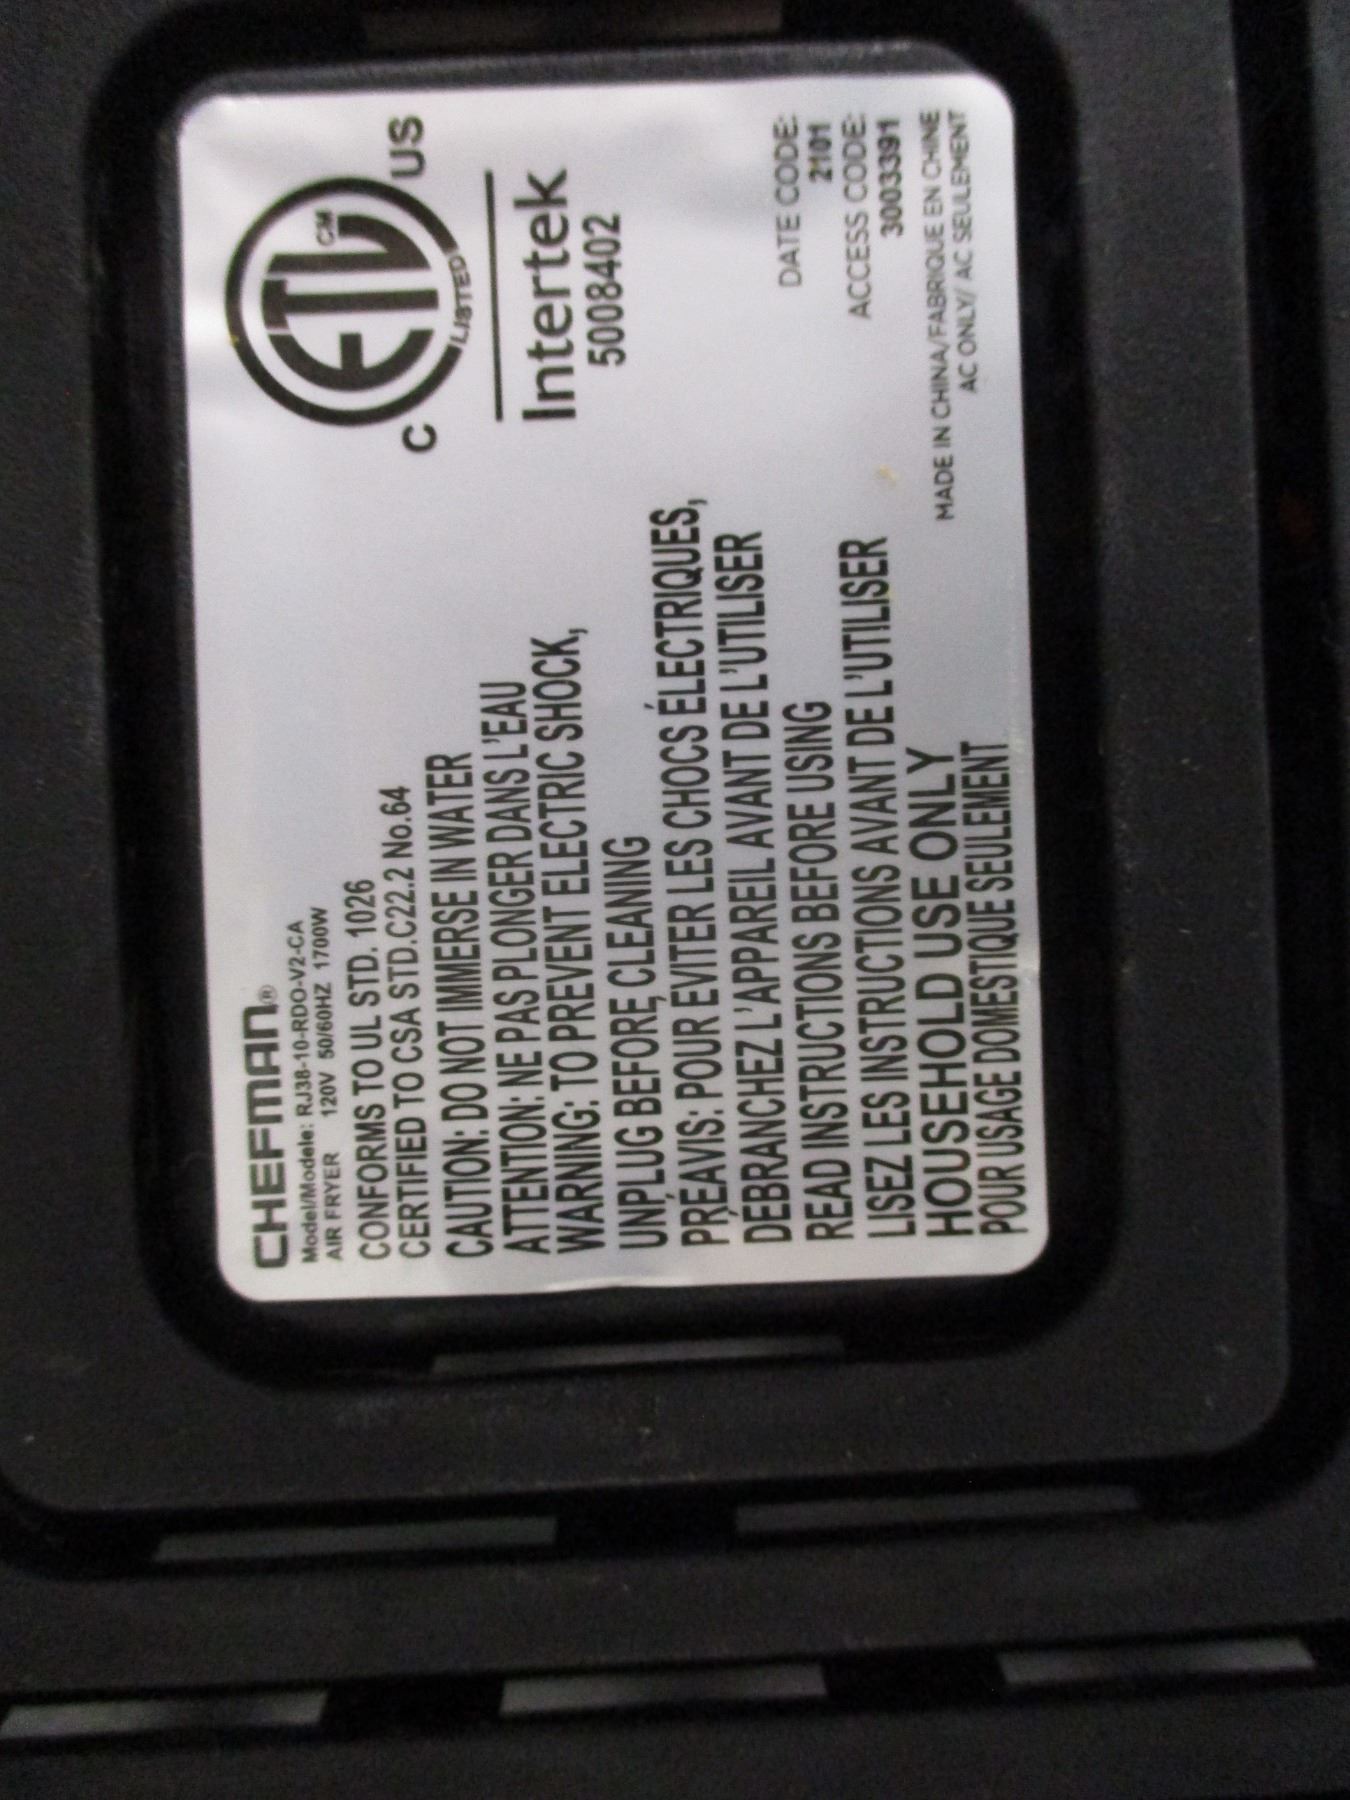 CHEFMAN®
Model/Modele: RJ38-10-RDO-V2-CA
AIR FRYER 120V 50/60HZ 1700W
CONFORMS TO UL STD. 1026
CERTIFIED TO CSA STD.C22.2 No.64
CAUTION: DO NOT IMMERSE IN WATER
ATTENTION: NE PAS PLONGER DANS L'EAU
WARNING: TO PREVENT ELECTRIC SHOCK,
UNPLUG BEFORE CLEANING
PRÉAVIS: POUR EVITER LES CHOCS ÉLECTRIQUES,
DÉBRANCHEZ L'APPAREIL AVANT DE L'UTILISER
READ INSTRUCTIONS BEFORE USING
LISEZ LES INSTRUCTIONS AVANT DE L'UTILISER
HOUSEHOLD USE ONLY
POUR USAGE DOMESTIQUE SEULEMENT
ETL CM
LISTED
C US
Intertek
5008402
DATE CODE:
2101
ACCESS CODE:
3003391
MADE IN CHINA/FABRIQUE EN CHINE
AC ONLY/ AC SEULEMENT